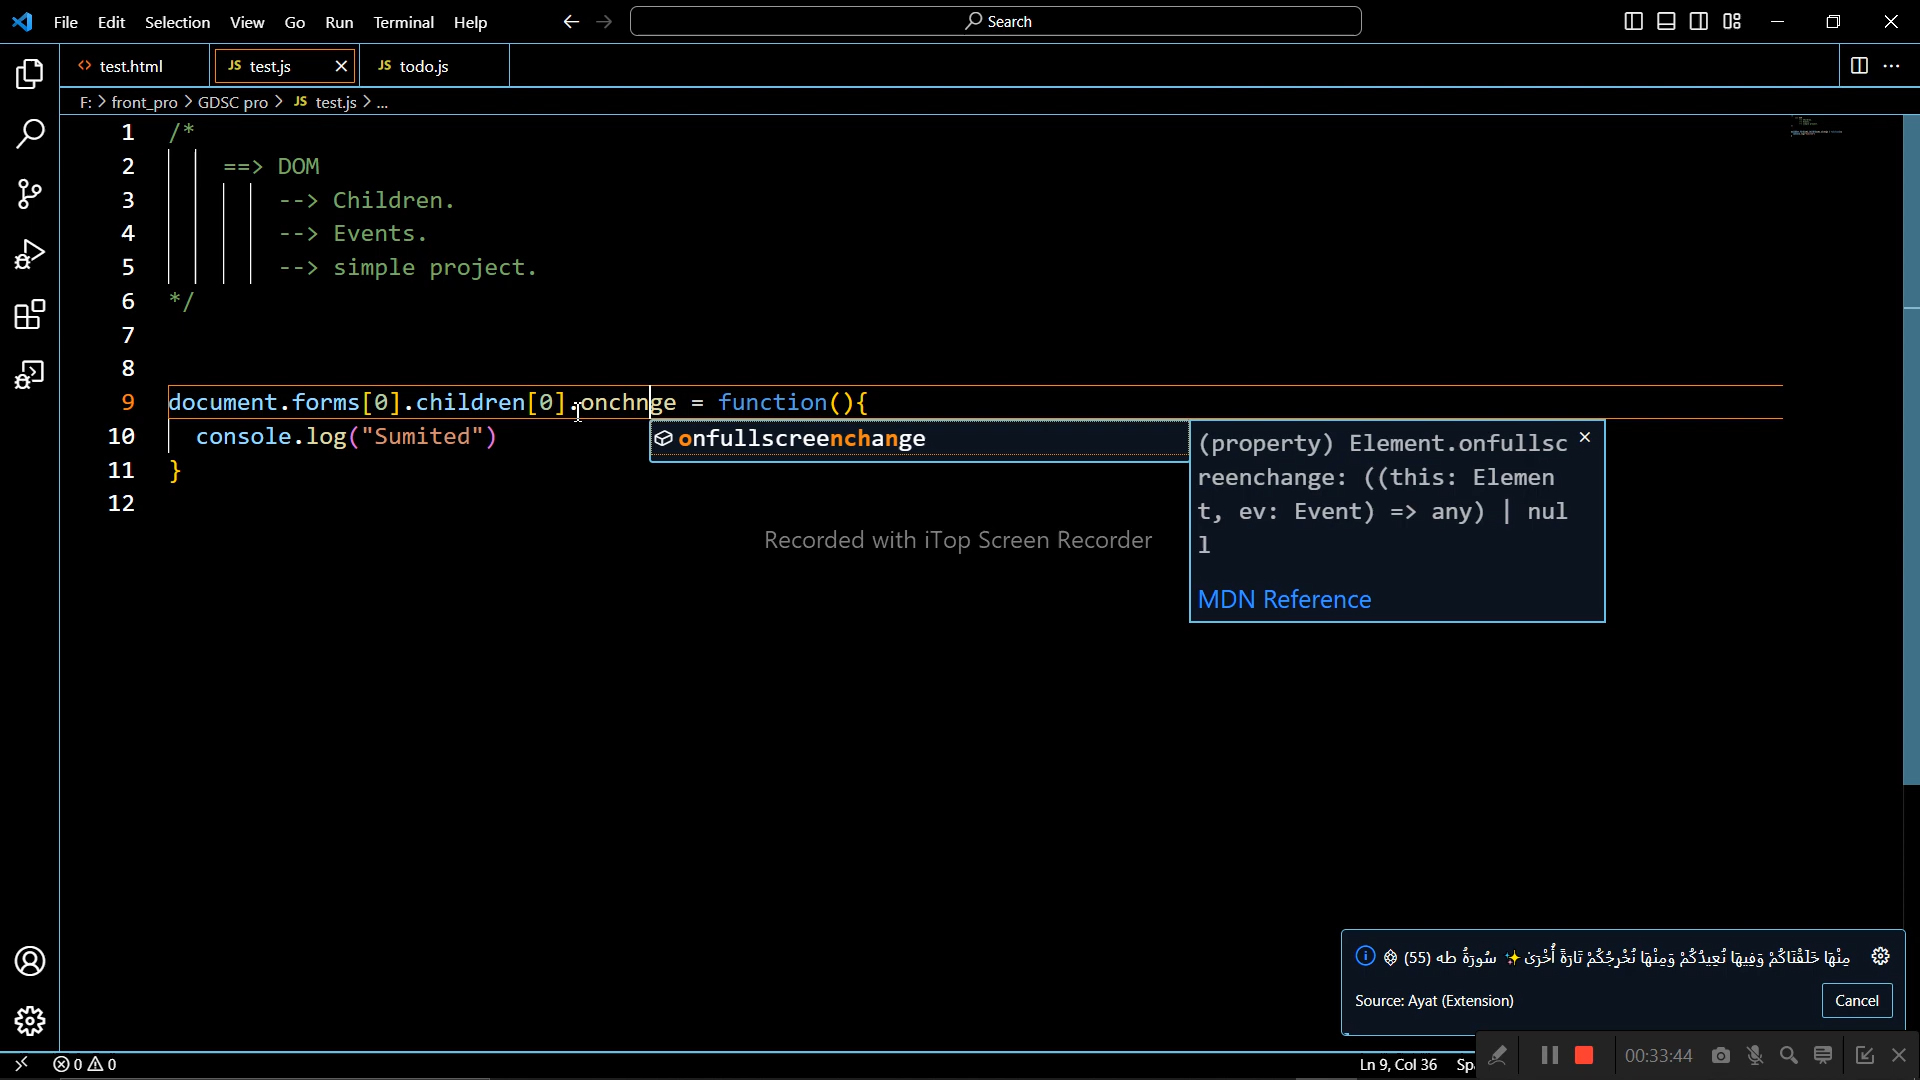 File Edit Selection View Go Run Terminal Help
Search
test.html
JS test.js
JS todo.js
F: > front_pro > GDSC pro > JS test.js > ...
1 /*
2 ==> DOM
3 --> Children.
4 --> Events.
5 --> simple project.
6 */
7
8
9 document.forms[0].children[0].onchnge = function(){
10 console.log("Sumited")
11 }
12
onfullscreenchange
(property) Element.onfullsc
reenchange: ((this: Elemen
t, ev: Event) => any) | nul
l
MDN Reference
Recorded with iTop Screen Recorder
مِنْهَا خَلَقْنَاكُمْ وَفِيهَا نُعِيدُكُمْ وَمِنْهَا نُخْرِجُكُمْ تَارَةً أُخْرَىٰ ✨ سُورَةُ طه (55)
Source: Ayat (Extension)
Cancel
0 0
Ln 9, Col 36
00:33:44